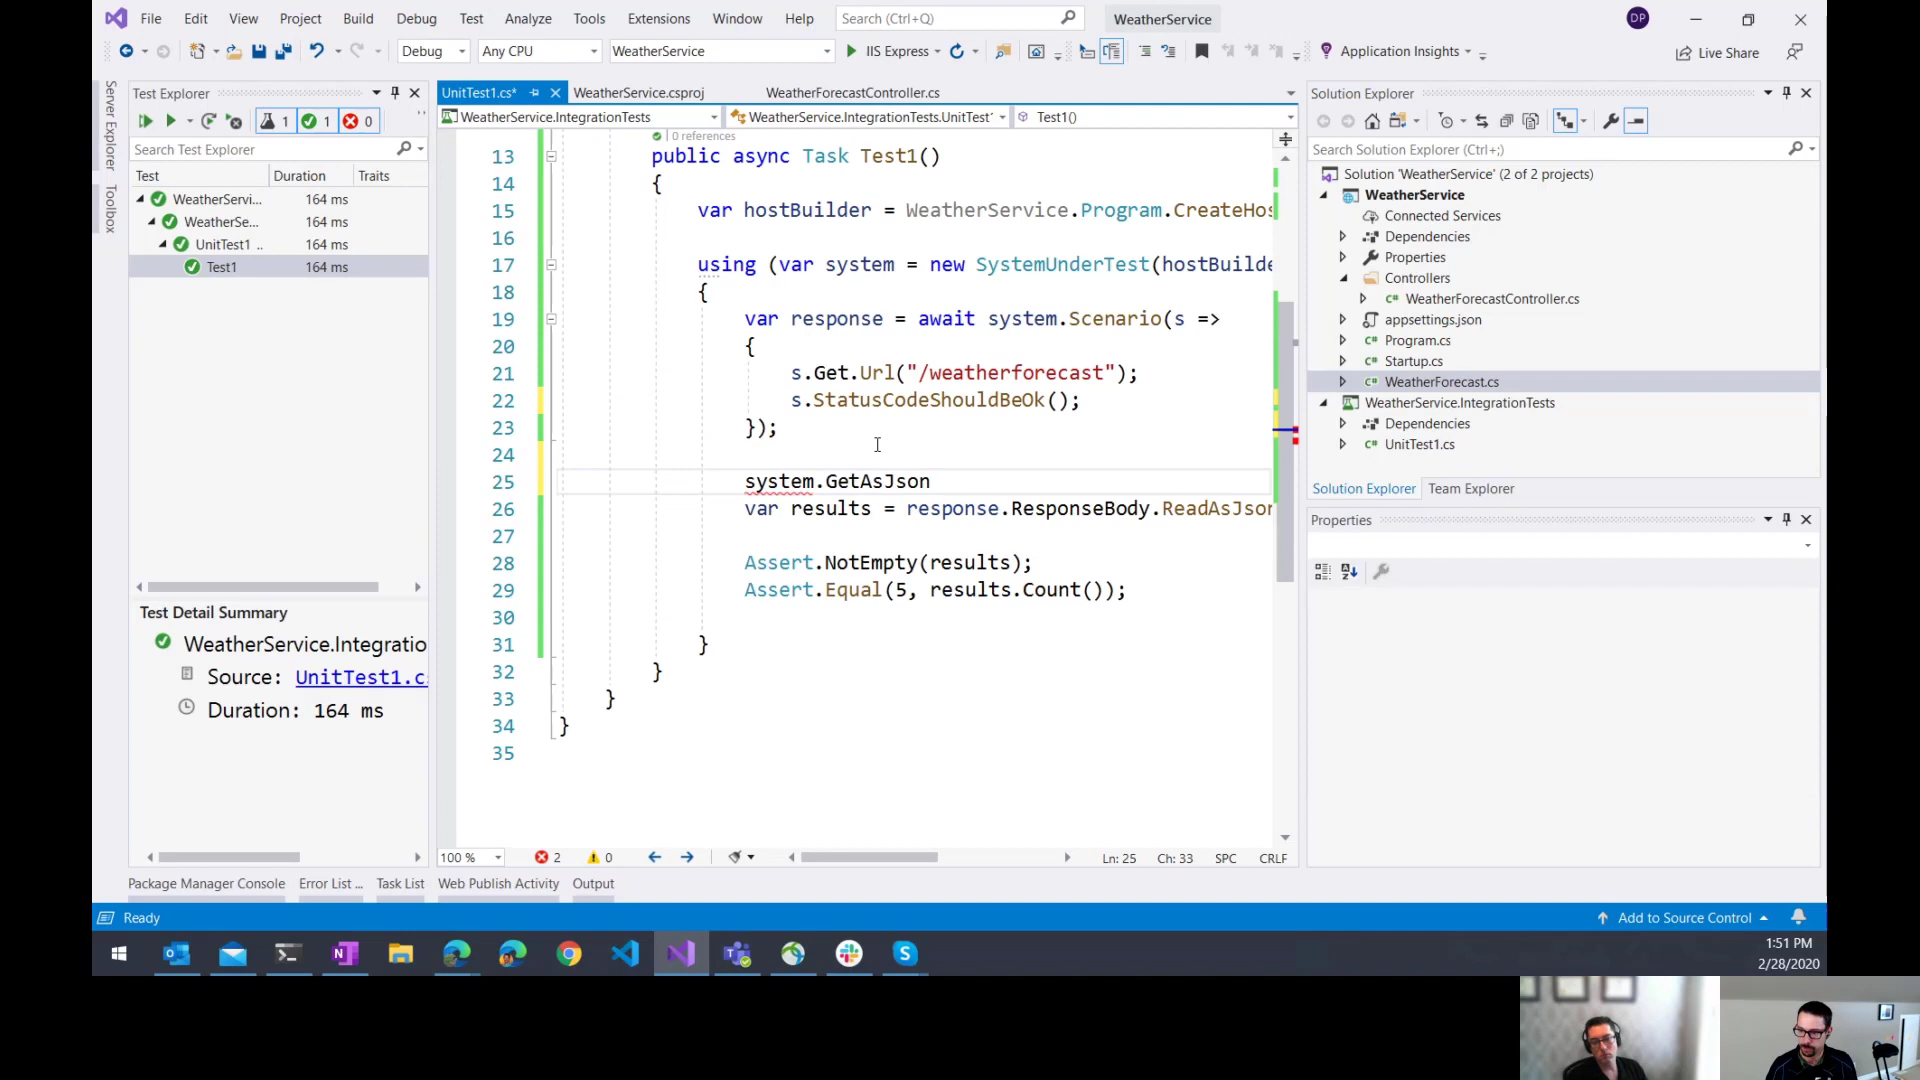 File Edit View Project Build Debug Test Analyze Tools Extensions Window Help Search (Ctrl+Q) WeatherService DP
Debug Any CPU WeatherService IIS Express Application Insights Live Share
Server Explorer
Toolbox
Test Explorer
1 1 0
Search Test Explorer
Test Duration Traits
WeatherServi... 164 ms
WeatherSe... 164 ms
UnitTest1 .. 164 ms
Test1 164 ms
Test Detail Summary
WeatherService.Integratio
Source: UnitTest1.c
Duration: 164 ms
UnitTest1.cs* WeatherService.csproj WeatherForecastController.cs
WeatherService.IntegrationTests WeatherService.IntegrationTests.UnitTest' Test1()
0 references
13 public async Task Test1()
14 {
15 var hostBuilder = WeatherService.Program.CreateHos
16
17 using (var system = new SystemUnderTest(hostBuilde
18 {
19 var response = await system.Scenario(s =>
20 {
21 s.Get.Url("/weatherforecast");
22 s.StatusCodeShouldBeOk();
23 });
24
25 system.GetAsJson
26 var results = response.ResponseBody.ReadAsJson
27
28 Assert.NotEmpty(results);
29 Assert.Equal(5, results.Count());
30
31 }
32 }
33 }
34 }
35
100 % 2 0 Ln: 25 Ch: 33 SPC CRLF
Solution Explorer
Search Solution Explorer (Ctrl+;)
Solution 'WeatherService' (2 of 2 projects)
WeatherService
Connected Services
Dependencies
Properties
Controllers
C# WeatherForecastController.cs
appsettings.json
C# Program.cs
C# Startup.cs
C# WeatherForecast.cs
WeatherService.IntegrationTests
Dependencies
C# UnitTest1.cs
Solution Explorer Team Explorer
Properties
Package Manager Console Error List ... Task List Web Publish Activity Output
Ready Add to Source Control
1:51 PM
2/28/2020